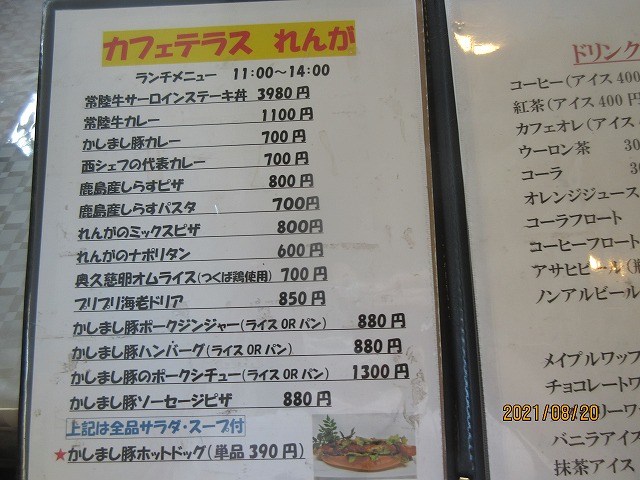 カフェテラス れんが
ランチメニュー 11:00～14:00
常陸牛サーロインステーキ丼 3980円
常陸牛カレー 1100円
かしまし豚カレー 700円
西シェフの代表カレー 700円
鹿島産しらすピザ 800円
鹿島産しらすパスタ 700円
れんがのミックスピザ 800円
れんがのナポリタン 600円
奥久慈卵オムライス(つくば鶏使用) 700円
プリプリ海老ドリア 850円
かしまし豚ポークジンジャー(ライス OR パン) 880円
かしまし豚ハンバーグ(ライス OR パン) 880円
かしまし豚のポークシチュー(ライス OR パン) 1300円
かしまし豚ソーセージピザ 880円
上記は全品サラダ・スープ付
★かしまし豚ホットドッグ(単品 390円)
ドリンク
コーヒー(アイス 400
紅茶(アイス 400 円
カフェオレ(アイス
ウーロン茶 30
コーラ 30
オレンジジュース
コーラフロート
コーヒーフロート
アサヒビール
ノンアルビール
メイプルワップ
チョコレートワ
バニラアイス
抹茶アイス
2021/08/20